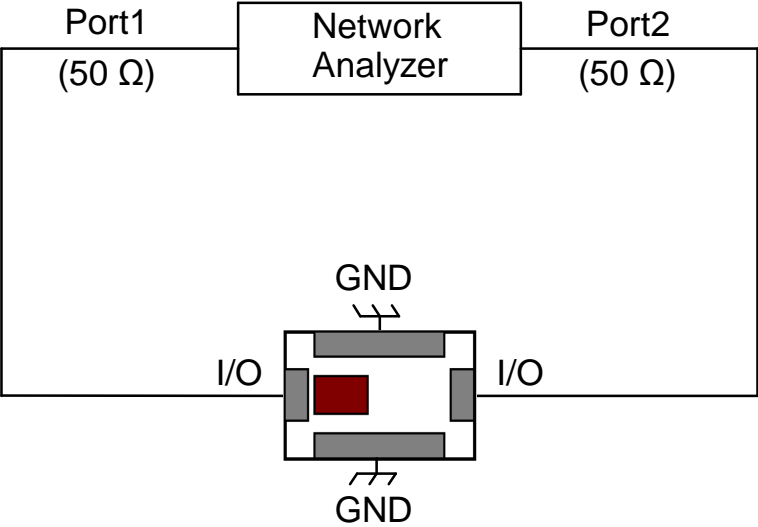 Port1
(50 Ω)
Network
Analyzer
Port2
(50 Ω)
GND
I/O
I/O
GND